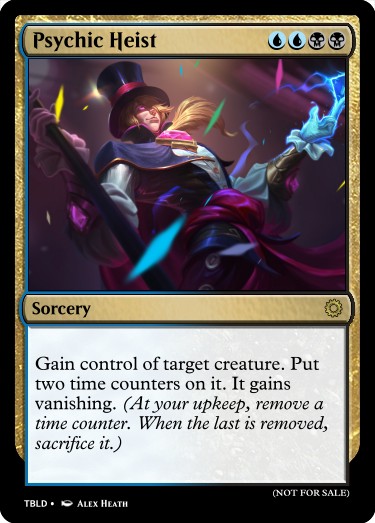 Psychic Heist
Sorcery
Gain control of target creature. Put
two time counters on it. It gains
vanishing. (At your upkeep, remove a
time counter. When the last is removed,
sacrifice it.)
(NOT FOR SALE)
TBLD • Alex Heath